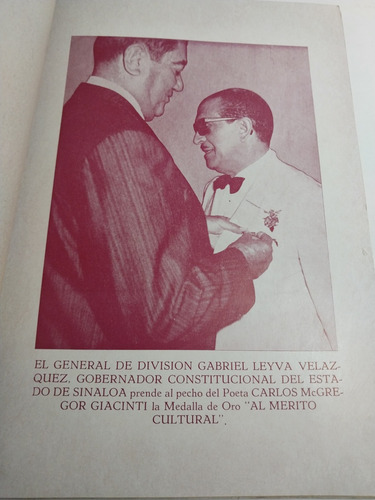 EL GENERAL DE DIVISION GABRIEL LEYVA VELAZ-
QUEZ. GOBERNADOR CONSTITUCIONAL DEL ESTA-
DO DE SINALOA prende al pecho del Poeta CARLOS McGRE-
GOR GIACINTI la Medalla de Oro "AL MERITO
CULTURAL".